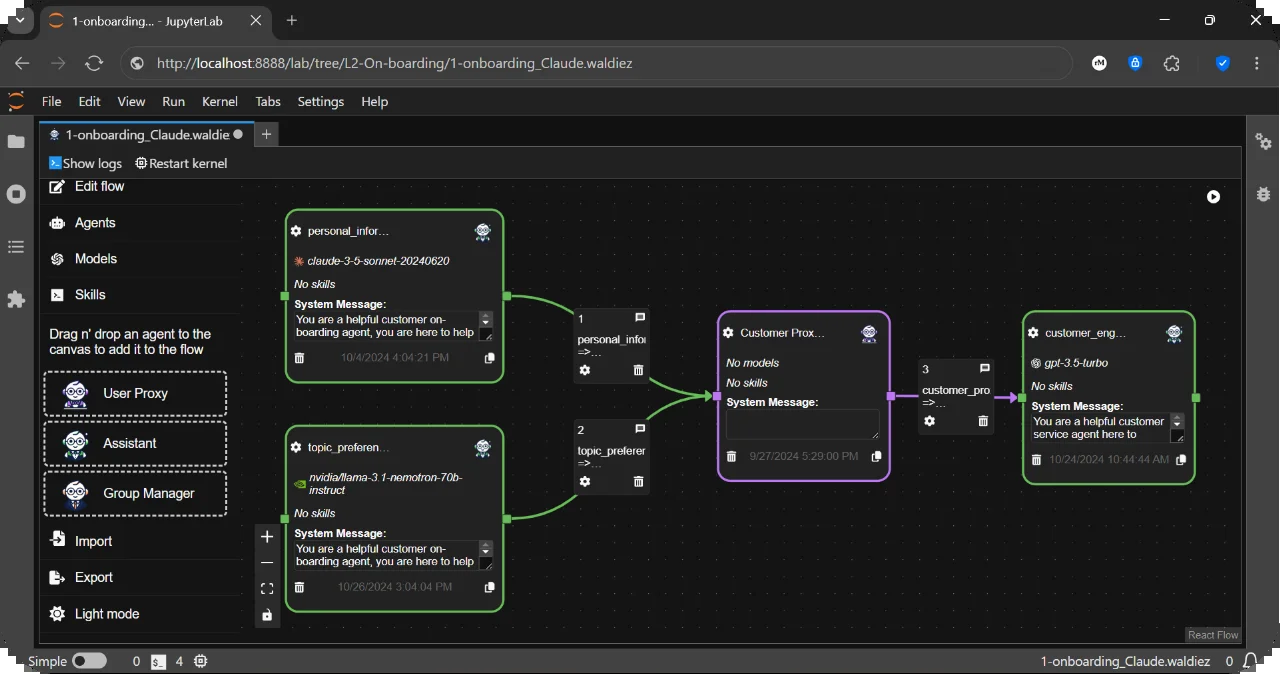 1-onboarding... - JupyterLab
http://localhost:8888/lab/tree/L2-On-boarding/1-onboarding_Claude.waldiez
rM
File Edit View Run Kernel Tabs Settings Help
1-onboarding_Claude.waldie
Show logs Restart kernel
Edit flow
Agents
Models
Skills
Drag n' drop an agent to the
canvas to add it to the flow
User Proxy
Assistant
Group Manager
Import
Export
Light mode
personal_infor...
claude-3-5-sonnet-20240620
No skills
System Message:
You are a helpful customer on-
boarding agent, you are here to help
10/4/2024 4:04:21 PM
topic_preferen...
nvidia/llama-3.1-nemotron-70b-
instruct
No skills
System Message:
You are a helpful customer on-
boarding agent, you are here to help
10/26/2024 3:04:04 PM
1
personal_infor
=>...
2
topic_preferer
=>...
Customer Prox...
No models
No skills
System Message:
9/27/2024 5:29:00 PM
3
customer_pro
=>...
customer_eng...
gpt-3.5-turbo
No skills
System Message:
You are a helpful customer
service agent here to
10/24/2024 10:44:44 AM
React Flow
Simple 0 4 1-onboarding_Claude.waldiez 0